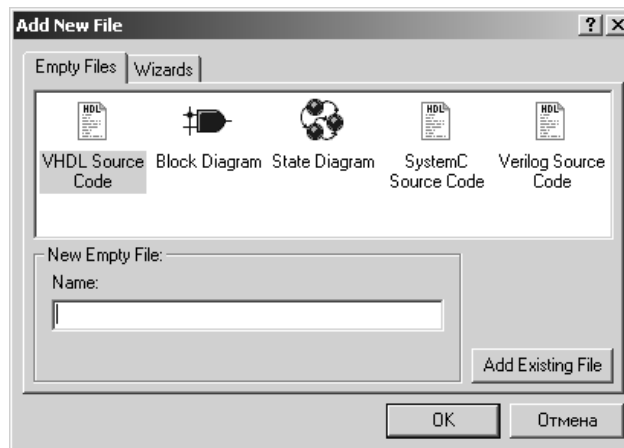 Add New File
Empty Files
Wizards
HDL
HDL
HDL
VHDL Source
Code
Block Diagram
State Diagram
SystemC
Source Code
Verilog Source
Code
New Empty File:
Name:
Add Existing File
OK
Отмена